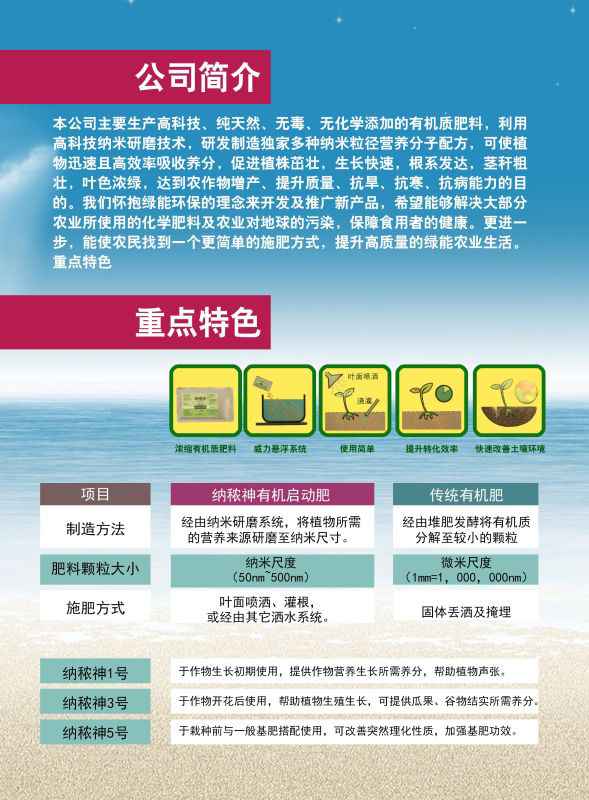 公司简介
本公司主要生产高科技、纯天然、无毒、无化学添加的有机质肥料，利用
高科技纳米研磨技术，研发制造独家多种纳米粒径营养分子配方，可使植
物迅速且高效率吸收养分，促进植株茁壮，生长快速，根系发达，茎秆粗
壮，叶色浓绿，达到农作物增产、提升质量、抗旱、抗寒、抗病能力的目
的。我们怀抱绿能环保的理念来开发及推广新产品，希望能够解决大部分
农业所使用的化学肥料及农业对地球的污染，保障食用者的健康。更进一
步，能使农民找到一个更简单的施肥方式，提升高质量的绿能农业生活。
重点特色
重点特色
叶面喷洒
浇灌
浓缩有机质肥料 威力悬浮系统 使用简单 提升转化效率 快速改善土壤环境
项目 纳秾神有机启动肥 传统有机肥
制造方法
经由纳米研磨系统，将植物所需
的营养来源研磨至纳米尺寸。
经由堆肥发酵将有机质
分解至较小的颗粒
肥料颗粒大小
纳米尺度
（50nm~500nm）
微米尺度
（1mm=1，000，000nm）
施肥方式
叶面喷洒、灌根，
或经由其它洒水系统。
固体丢洒及掩埋
纳秾神1号 于作物生长初期使用，提供作物营养生长所需养分，帮助植物声张。
纳秾神3号 于作物开花后使用，帮助植物生殖生长，可提供瓜果、谷物结实所需养分。
纳秾神5号 于栽种前与一般基肥搭配使用，可改善突然理化性质，加强基肥功效。